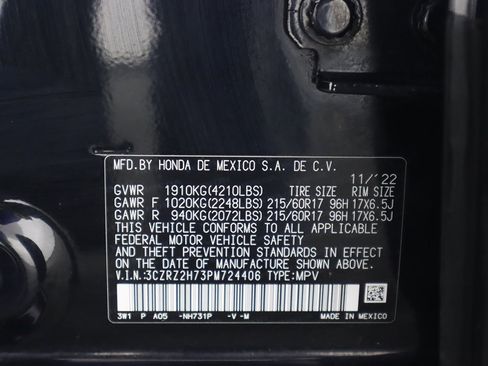 MFD.BY HONDA DE MEXICO S.A. DE C.V.
11/'22
GVWR 1910KG(4210LBS) TIRE SIZE RIM SIZE
GAWR F 1020KG(2248LBS) 215/60R17 96H 17X6.5J
GAWR R 940KG(2072LBS) 215/60R17 96H 17X6.5J
THIS VEHICLE CONFORMS TO ALL APPLICABLE
FEDERAL MOTOR VEHICLE SAFETY
AND THEFT PREVENTION STANDARDS IN EFFECT
ON THE DATE OF MANUFACTURE SHOWN ABOVE.
V.I.N.:3CZRZ2H73PM724406 TYPE:MPV
3W1 P A05 -NH731P -V -M MADE IN MEXICO